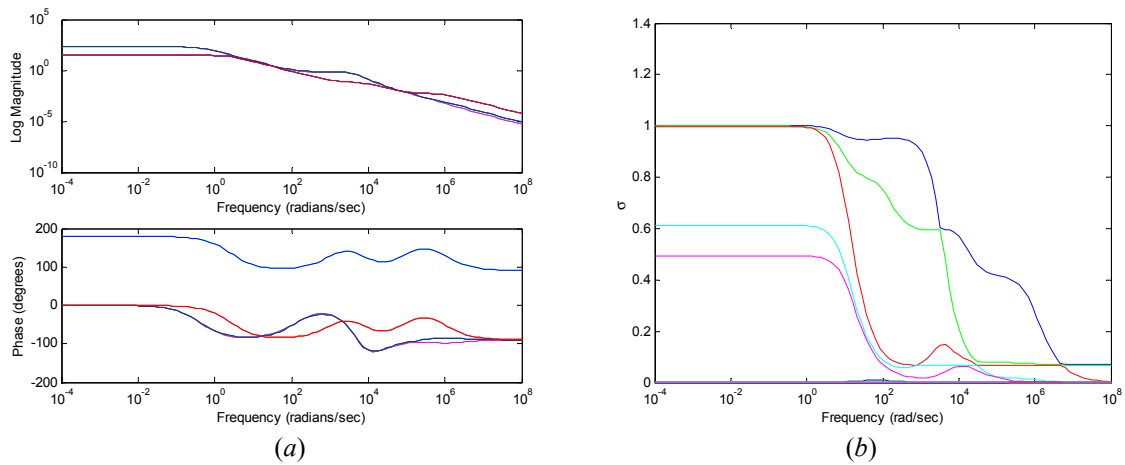 10^5
10^0
10^-5
10^-10
Log Magnitude
10^-4 10^-2 10^0 10^2 10^4 10^6 10^8
Frequency (radians/sec)
200
100
0
-100
-200
Phase (degrees)
10^-4 10^-2 10^0 10^2 10^4 10^6 10^8
Frequency (radians/sec)
(a)
1.4
1.2
1
0.8
0.6
0.4
0.2
0
σ
10^-4 10^-2 10^0 10^2 10^4 10^6 10^8
Frequency (rad/sec)
(b)